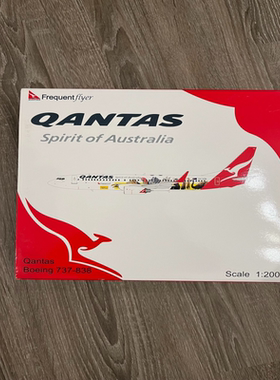 Frequent flyer
QANTAS
Spirit of Australia
QANTAS
Qantas
Boeing 737-838
Scale 1:200